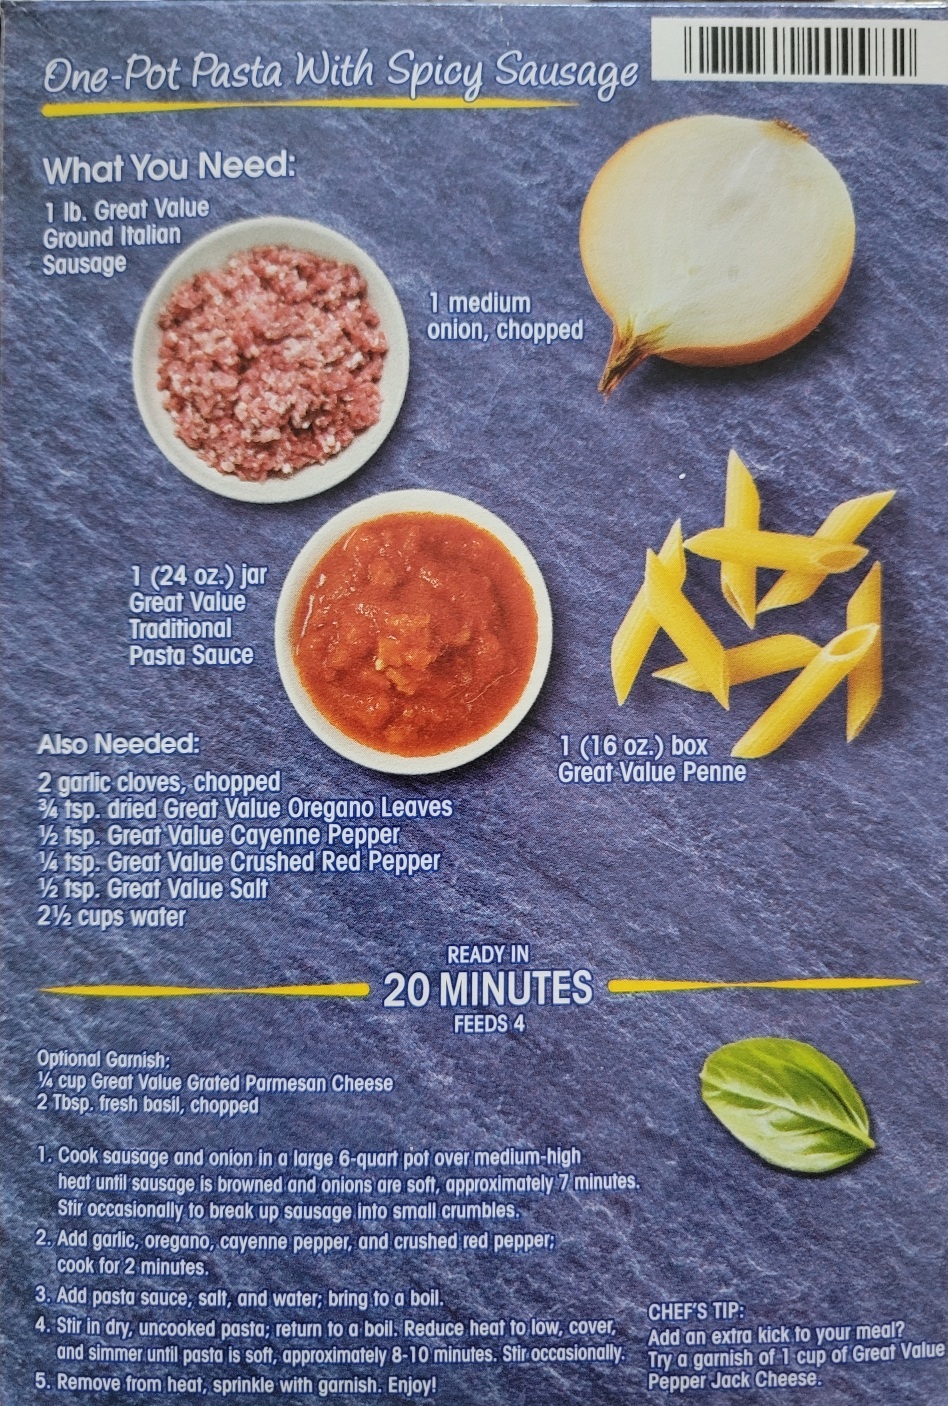 One-Pot Pasta With Spicy Sausage
What You Need:
1 lb. Great Value
Ground Italian
Sausage
1 medium
onion, chopped
1 (24 oz.) jar
Great Value
Traditional
Pasta Sauce
1 (16 oz.) box
Great Value Penne
Also Needed:
2 garlic cloves, chopped
¾ tsp. dried Great Value Oregano Leaves
½ tsp. Great Value Cayenne Pepper
¼ tsp. Great Value Crushed Red Pepper
½ tsp. Great Value Salt
2½ cups water
READY IN
20 MINUTES
FEEDS 4
Optional Garnish:
¼ cup Great Value Grated Parmesan Cheese
2 Tbsp. fresh basil, chopped
1. Cook sausage and onion in a large 6-quart pot over medium-high
heat until sausage is browned and onions are soft, approximately 7 minutes.
Stir occasionally to break up sausage into small crumbles.
2. Add garlic, oregano, cayenne pepper, and crushed red pepper;
cook for 2 minutes.
3. Add pasta sauce, salt, and water; bring to a boil.
4. Stir in dry, uncooked pasta; return to a boil. Reduce heat to low, cover,
and simmer until pasta is soft, approximately 8-10 minutes. Stir occasionally.
5. Remove from heat, sprinkle with garnish. Enjoy!
CHEF'S TIP:
Add an extra kick to your meal?
Try a garnish of 1 cup of Great Value
Pepper Jack Cheese.